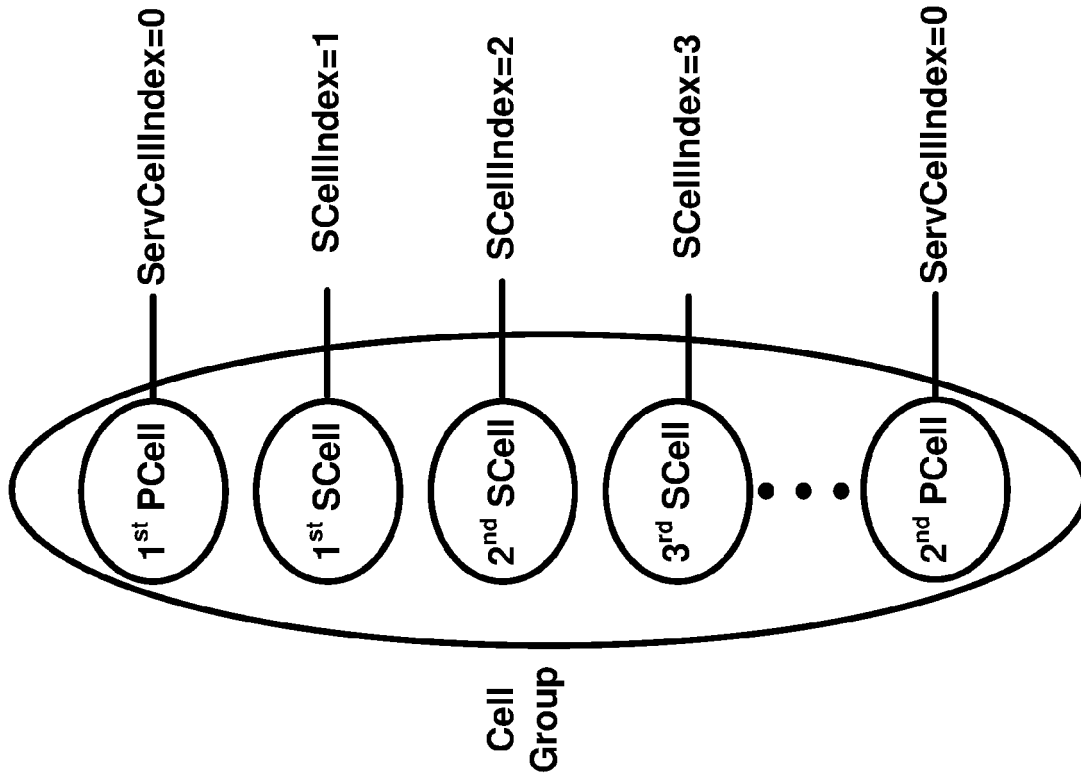 1st PCell
ServCellIndex=0
1st SCell
SCellIndex=1
Cell
Group
2nd SCell
SCellIndex=2
3rd SCell
SCellIndex=3
2nd PCell
ServCellIndex=0